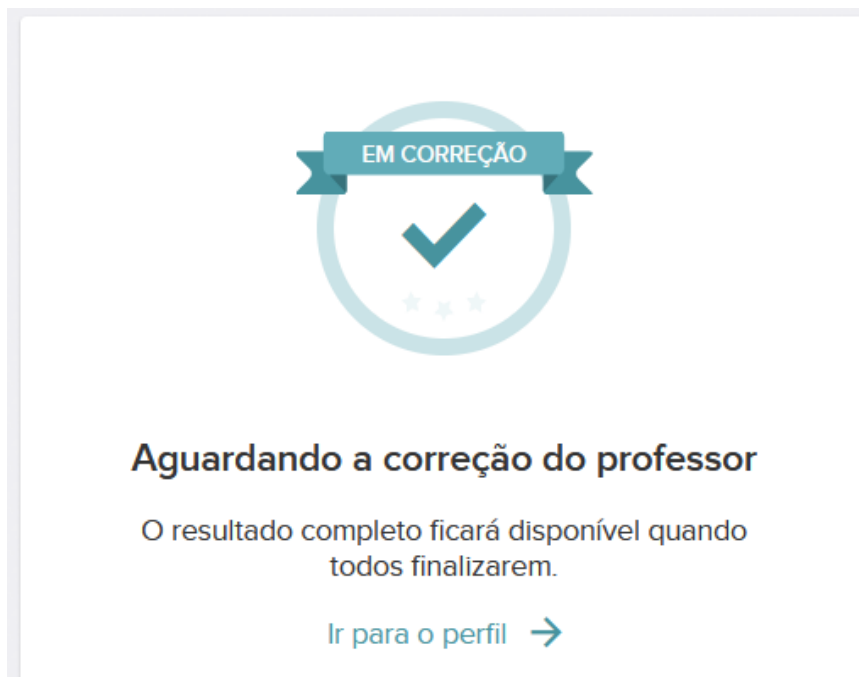 EM CORREÇÃO
Aguardando a correção do professor
O resultado completo ficará disponível quando
todos finalizarem.
Ir para o perfil →